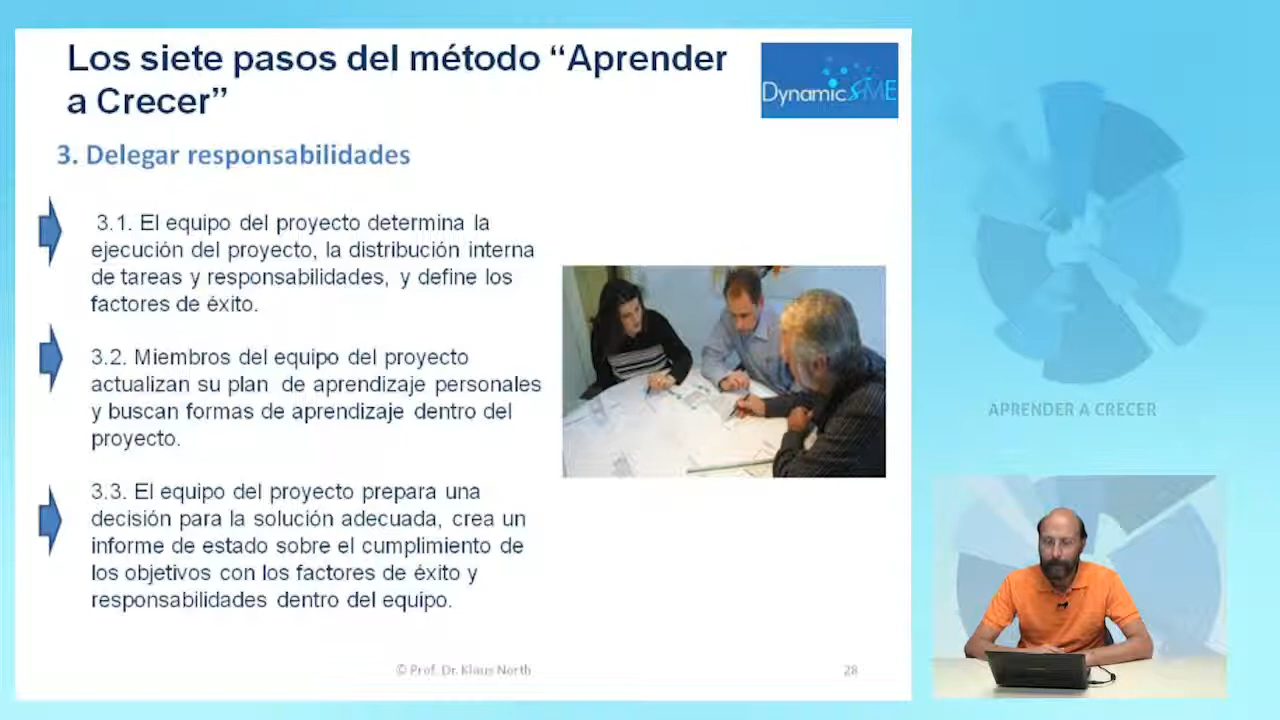 Los siete pasos del método “Aprender
a Crecer”
DynamicSME
3. Delegar responsabilidades
3.1. El equipo del proyecto determina la
ejecución del proyecto, la distribución interna
de tareas y responsabilidades, y define los
factores de éxito.
3.2. Miembros del equipo del proyecto
actualizan su plan de aprendizaje personales
y buscan formas de aprendizaje dentro del
proyecto.
3.3. El equipo del proyecto prepara una
decisión para la solución adecuada, crea un
informe de estado sobre el cumplimiento de
los objetivos con los factores de éxito y
responsabilidades dentro del equipo.
© Prof. Dr. Klaus North
28
APRENDER A CRECER